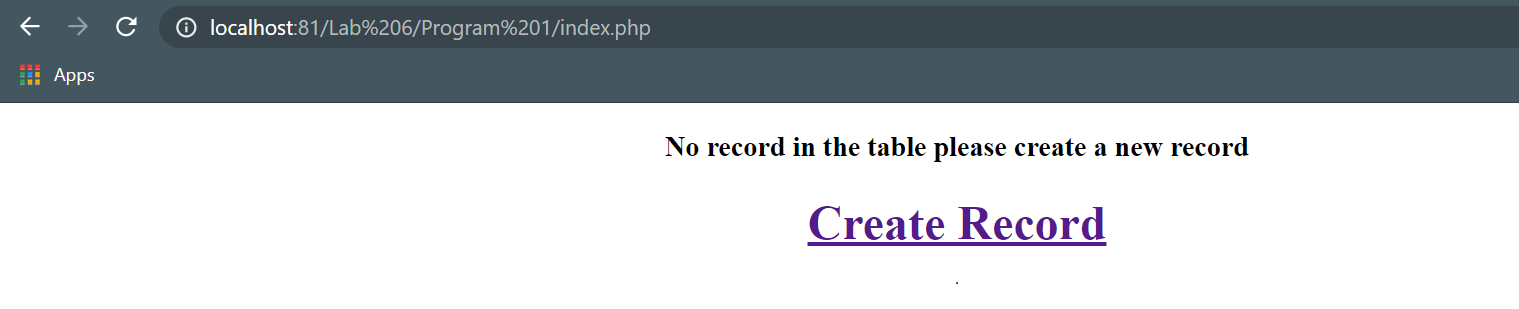 localhost:81/Lab%206/Program%201/index.php
Apps
No record in the table please create a new record
Create Record
.